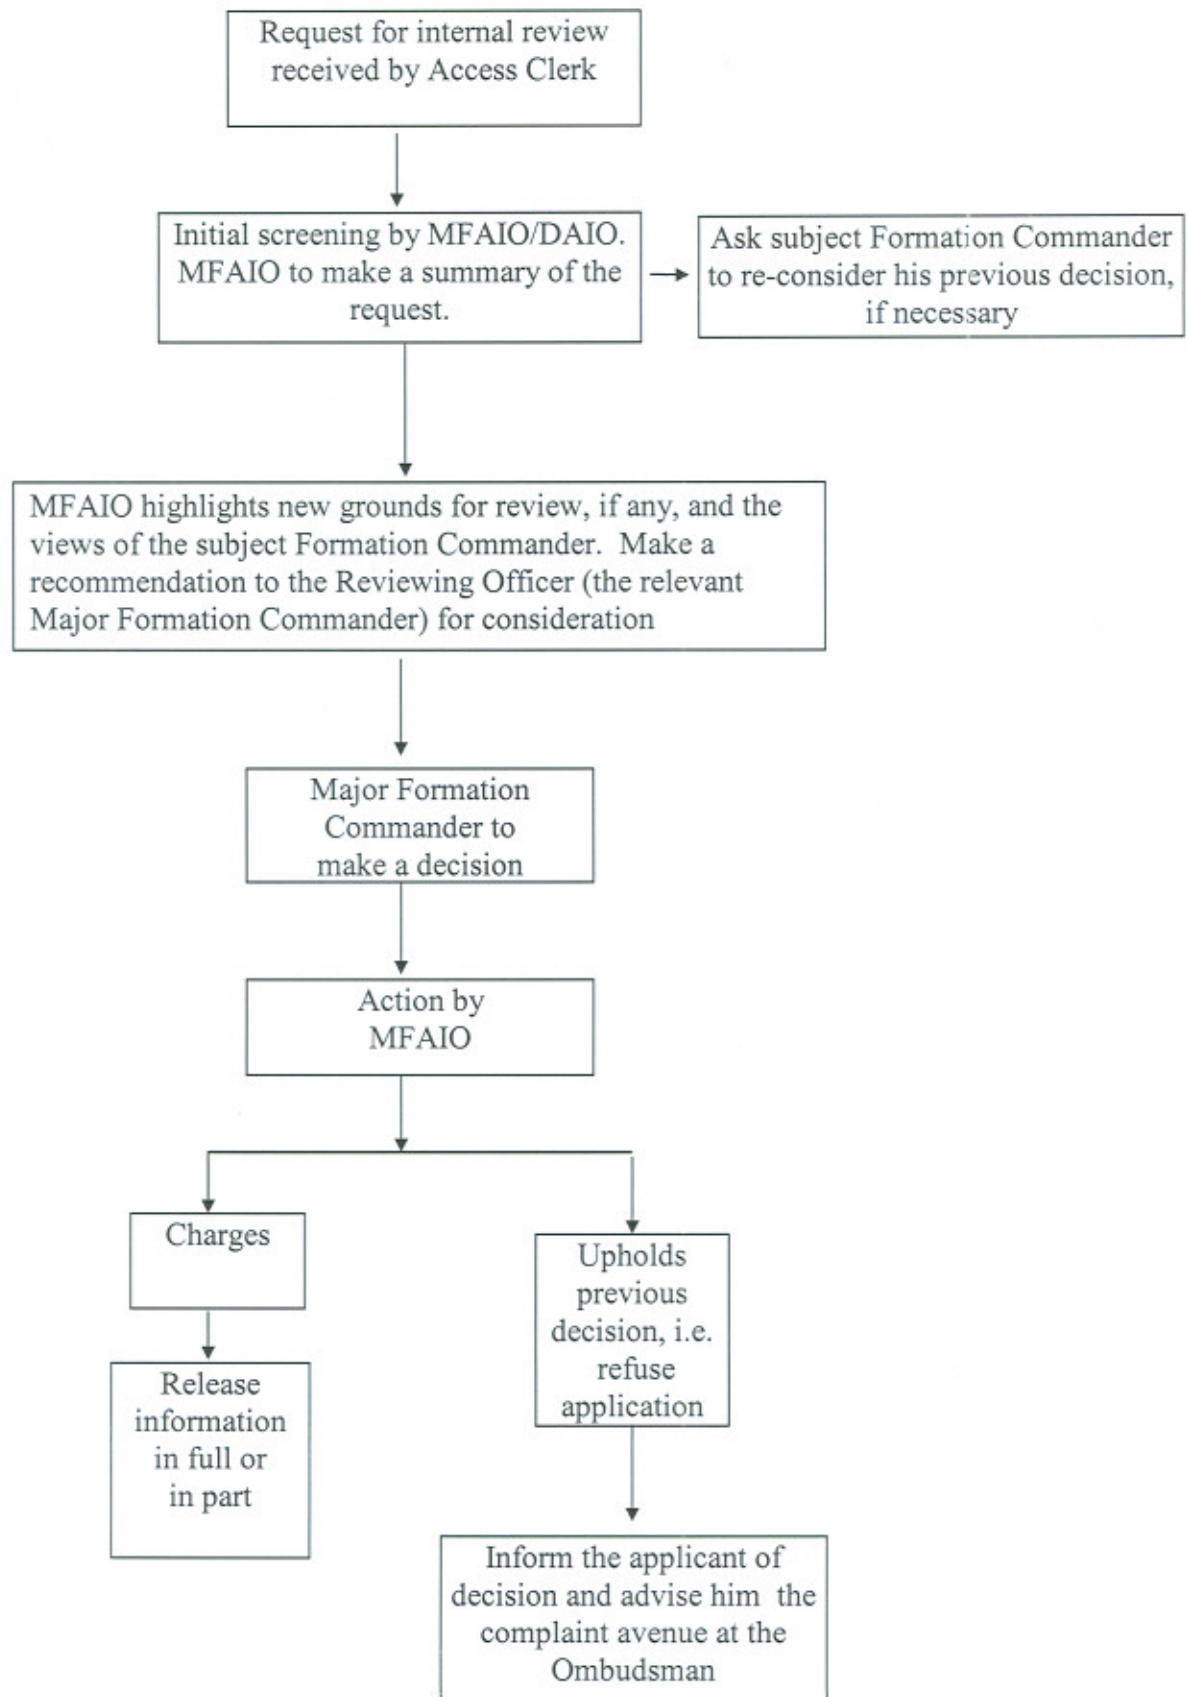 Request for internal review
received by Access Clerk
Initial screening by MFAIO/DAIO.
MFAIO to make a summary of the
request.
Ask subject Formation Commander
to re-consider his previous decision,
if necessary
MFAIO highlights new grounds for review, if any, and the
views of the subject Formation Commander.  Make a
recommendation to the Reviewing Officer (the relevant
Major Formation Commander) for consideration
Major Formation
Commander to
make a decision
Action by
MFAIO
Charges
Release
information
in full or
in part
Upholds
previous
decision, i.e.
refuse
application
Inform the applicant of
decision and advise him  the
complaint avenue at the
Ombudsman